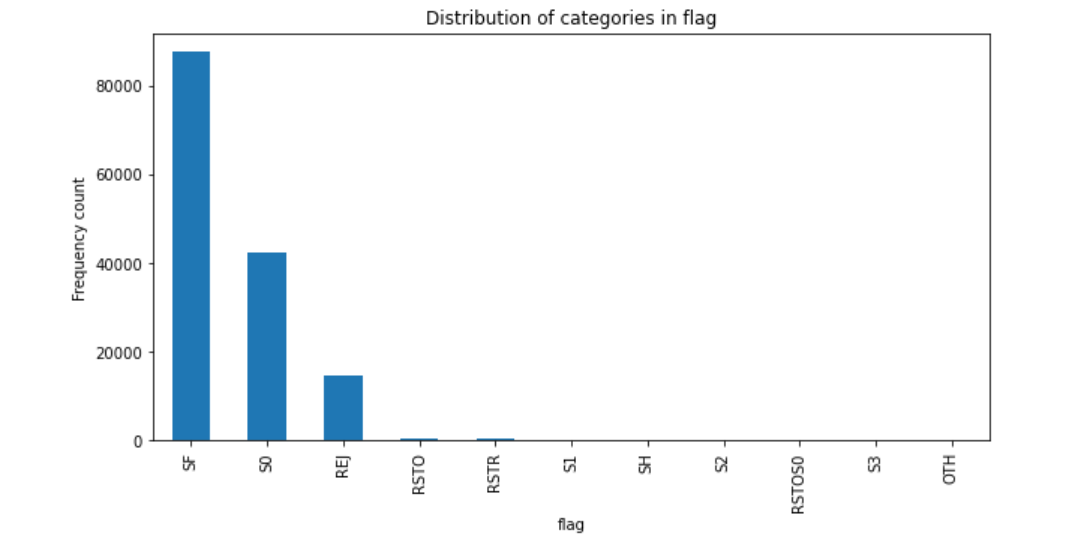 Distribution of categories in flag
80000
60000
40000
20000
0
Frequency count
SF
S0
REJ
RSTO
RSTR
S1
SH
S2
RSTOS0
S3
OTH
flag